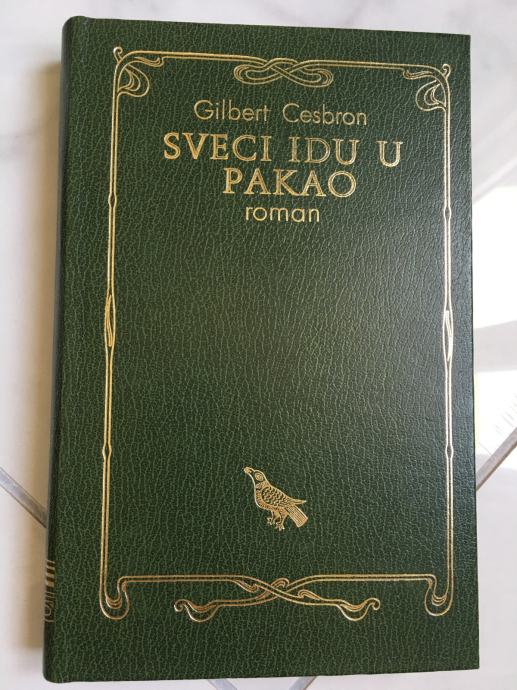 Gilbert Cesbron
SVECI IDU U
PAKAO
roman